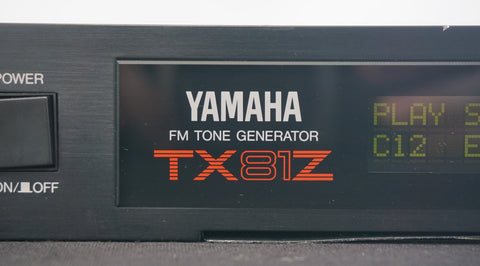 POWER
ON/OFF
YAMAHA
FM TONE GENERATOR
TX81Z
PLAY S
C12 E